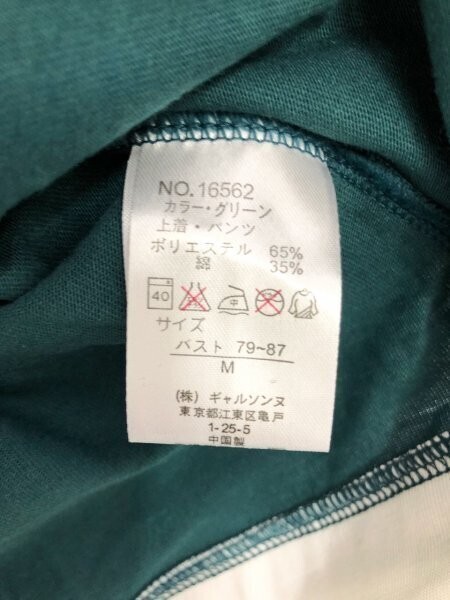 NO.16562
カラー・グリーン
上着・パンツ
ポリエステル 65%
綿 35%
40 中
サイズ
バスト 79~87
M
(株) ギャルソンヌ
東京都江東区亀戸
1-25-5
中国製